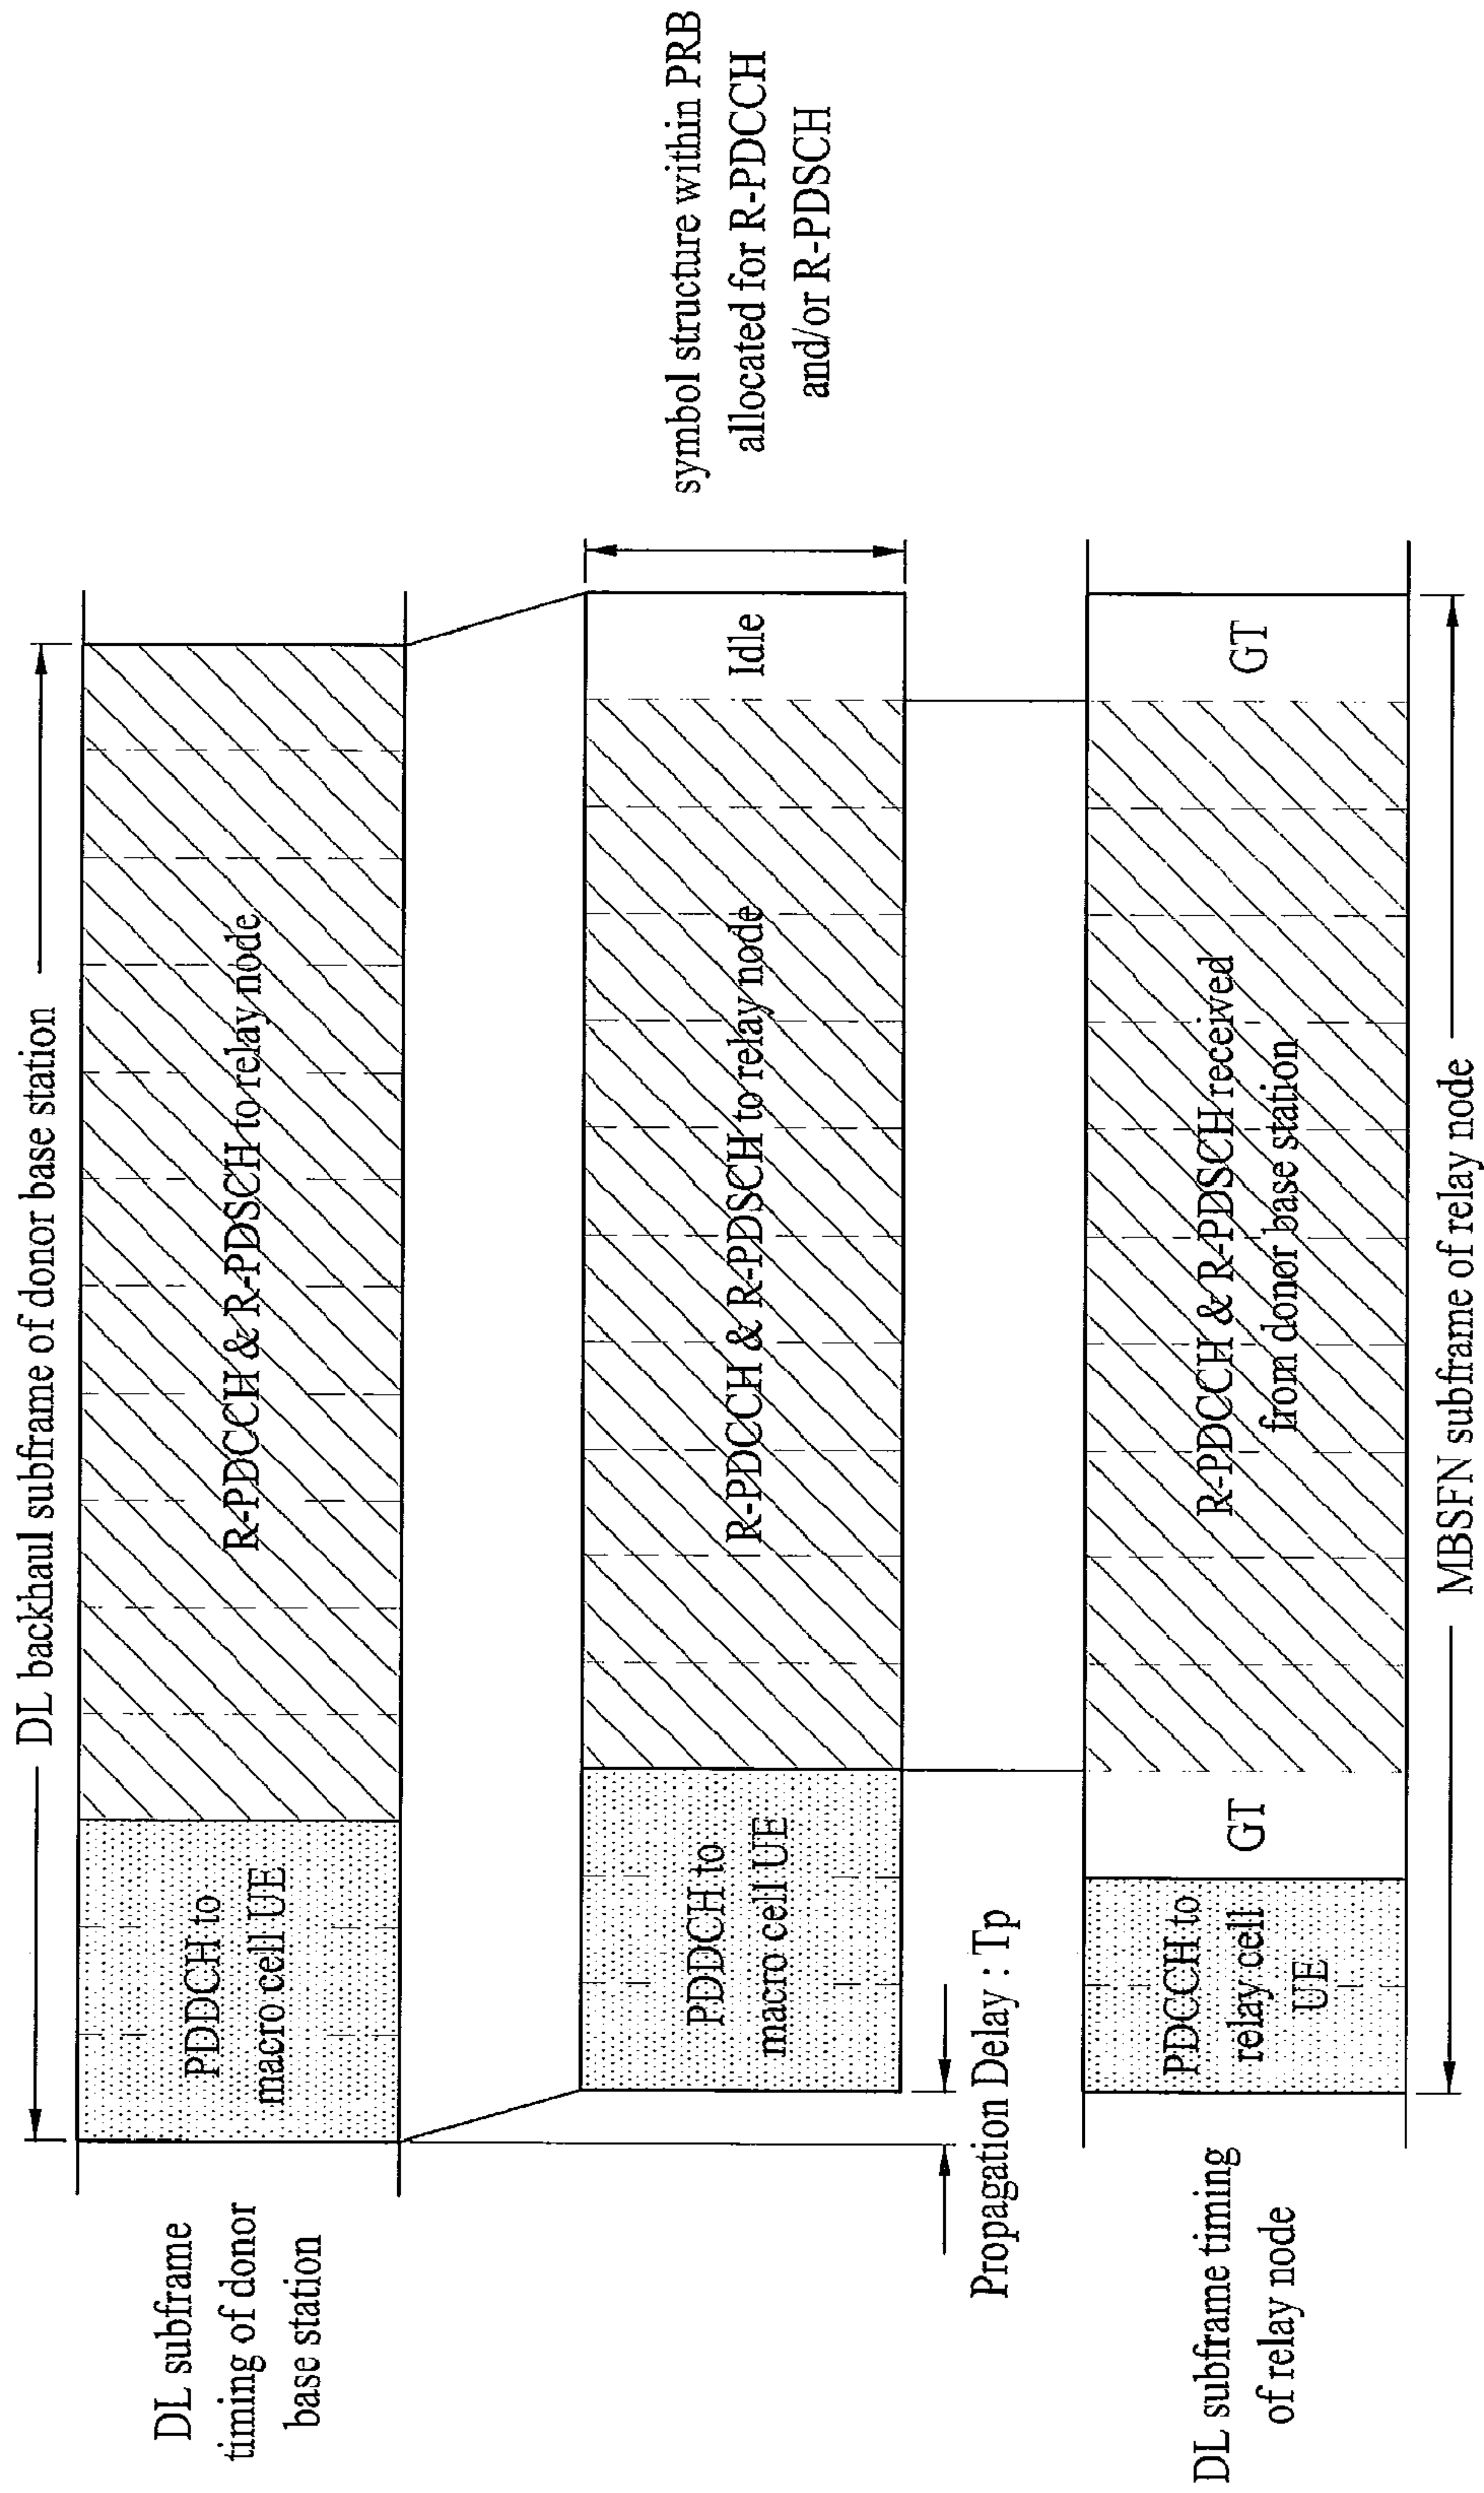 DL backhaul subframe of donor base station
DL subframe
timing of donor
base station
PDDCH to
macro cell UE
R-PDCCH & R-PDSCH to relay node
PDDCH to
macro cell UE
R-PDCCH & R-PDSCH to relay node
Idle
symbol structure within PRB
allocated for R-PDCCH
and/or R-PDSCH
Propagation Delay : Tp
DL subframe timing
of relay node
PDCCH to
relay cell
UE
GT
R-PDCCH & R-PDSCH received
from donor base station
GT
MBSFN subframe of relay node